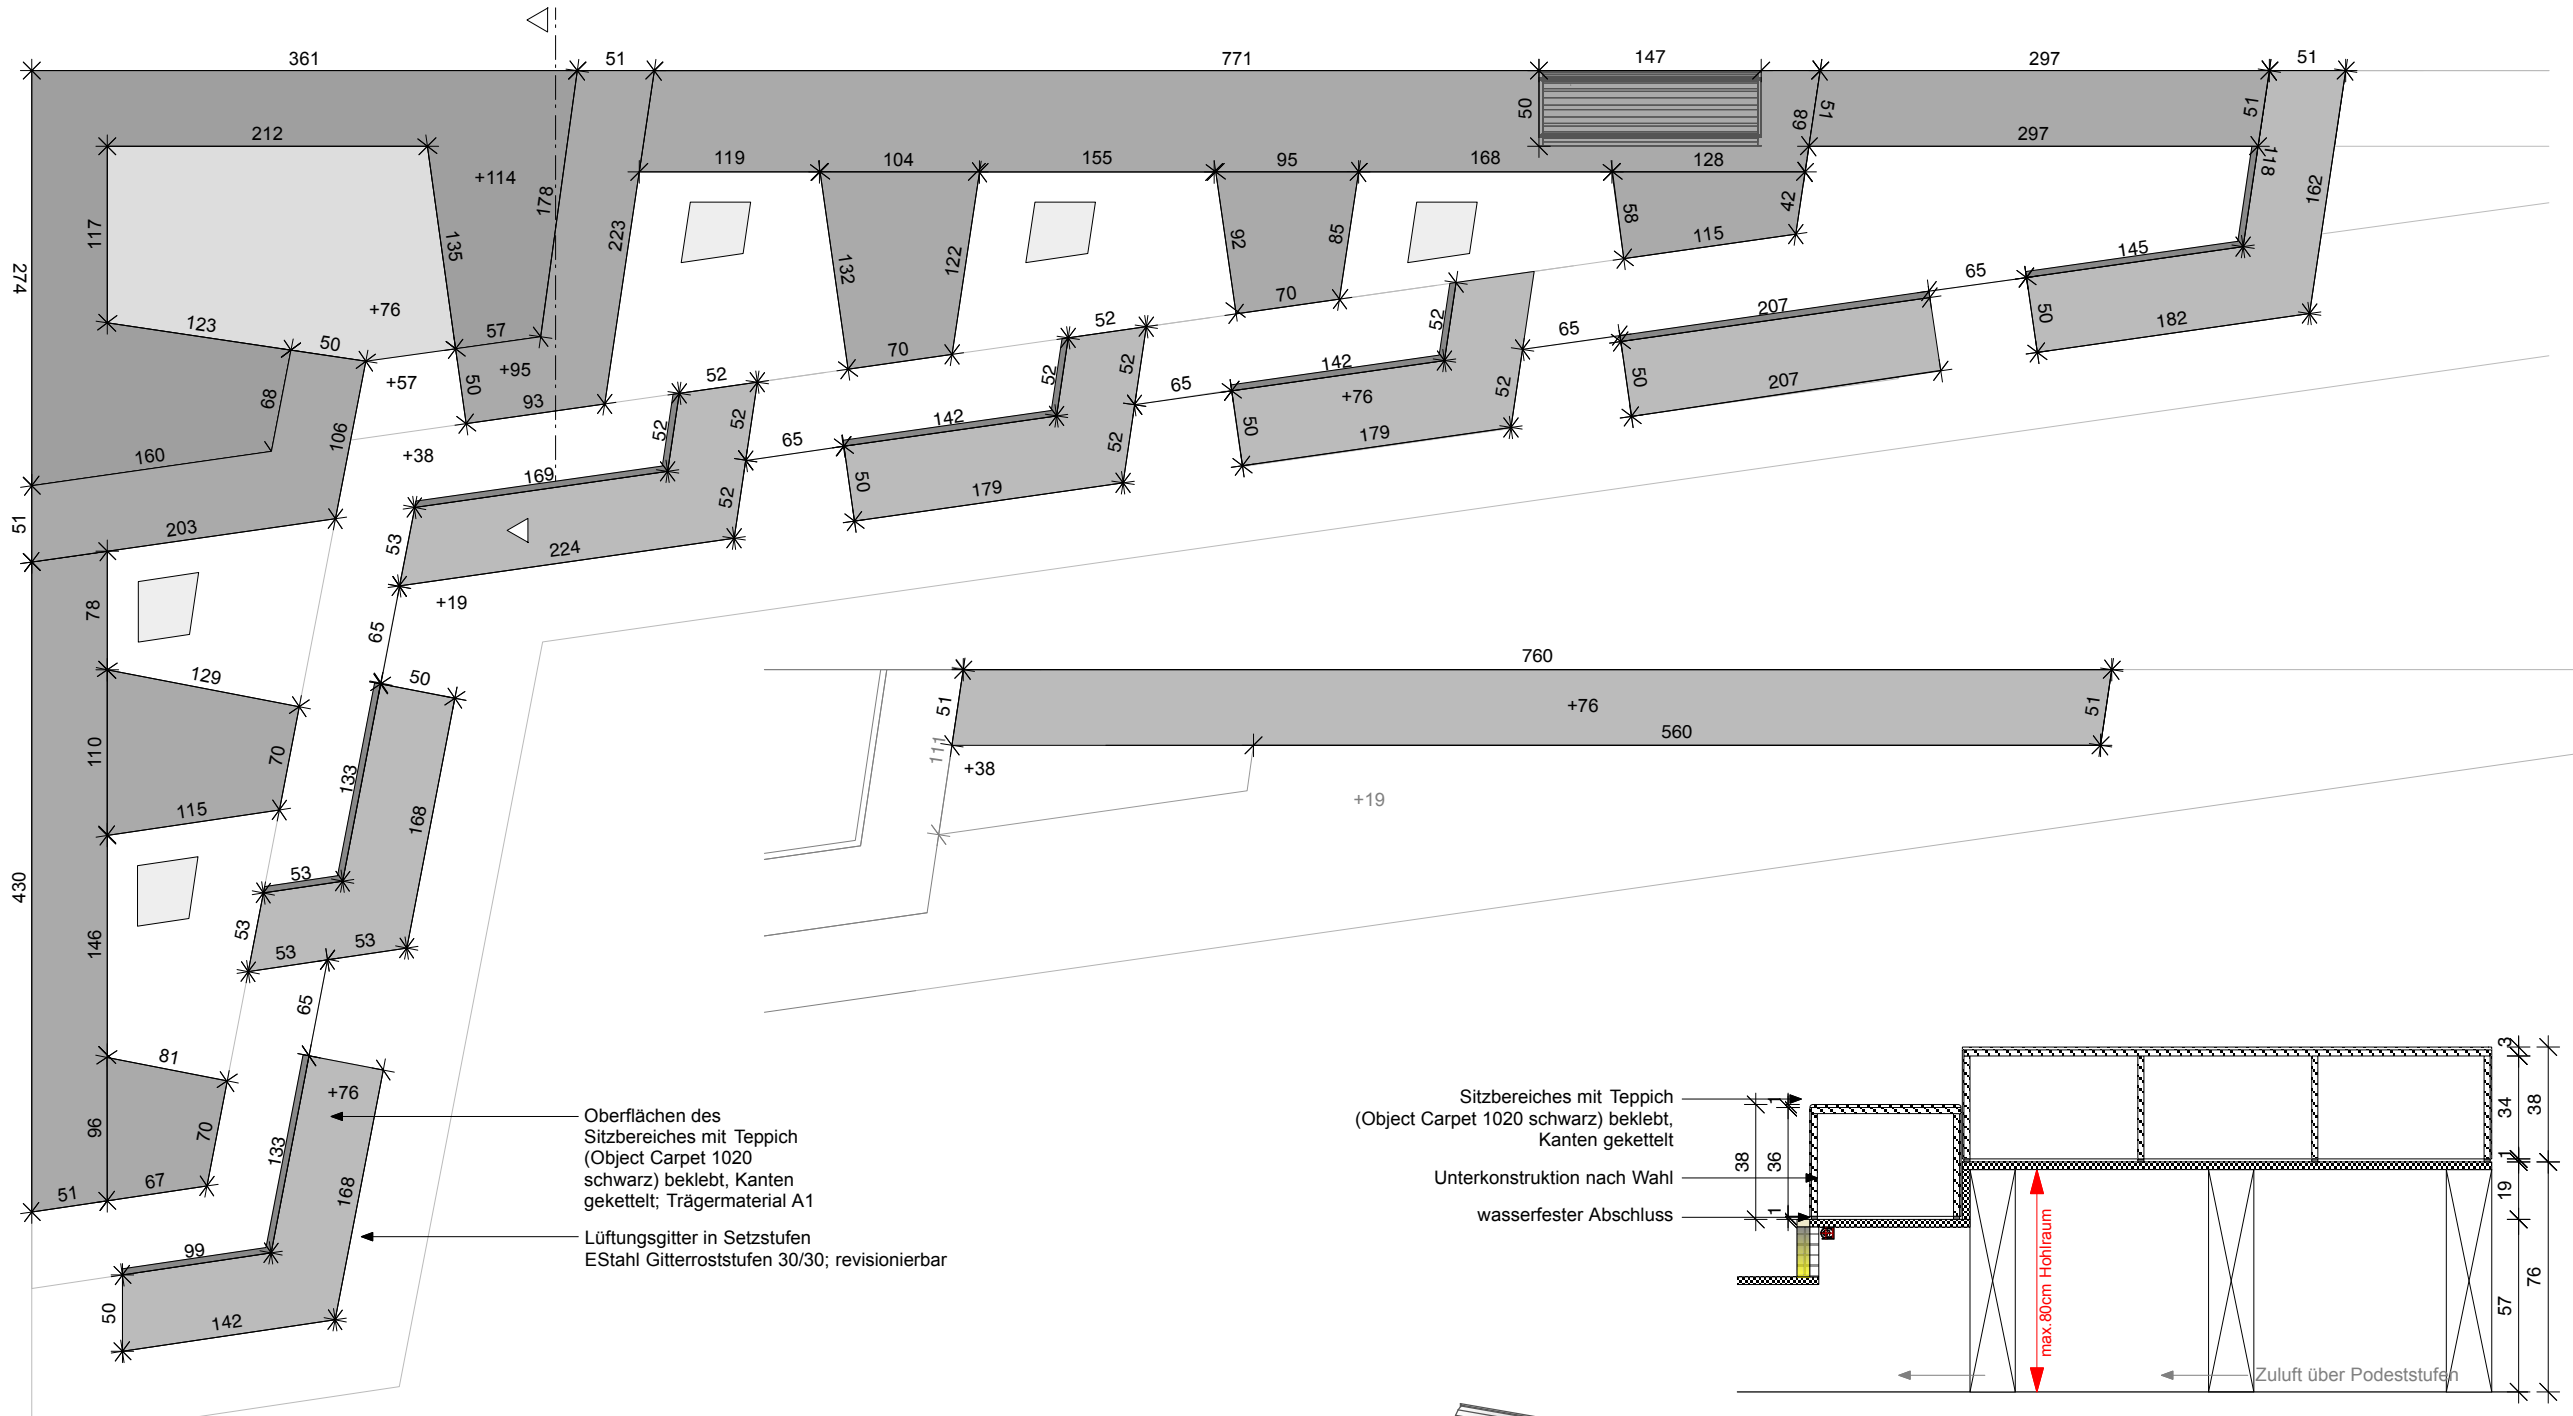 361 51 771 147 297 51
50 89 51 51
212 119 104 155 95 168 128 297 118
+114 178
117 135 223 132 122 92 85 58 42 162
115 145
274 +76 70 65
123 50 57 52 52 207
+57 +95 70 65 50 182
68 50 93 52 52 52 142 50 207
106 +76
160 +38 52 52 65 142 52
169 65 50 179
203 52 50 179 52
51 53 224 52
78 +19
65
129 50 760
51 +76 51
110 70 133 560
111 +38
+19
115 168
430 53
146 53 53 53
65
81
+76
96 70 133
51 67 168
99
50 142
Oberflächen des
Sitzbereiches mit Teppich
(Object Carpet 1020
schwarz) beklebt, Kanten
gekettelt; Trägermaterial A1
Lüftungsgitter in Setzstufen
EStahl Gitterroststufen 30/30; revisionierbar
Sitzbereiches mit Teppich
(Object Carpet 1020 schwarz) beklebt,
Kanten gekettelt
Unterkonstruktion nach Wahl
wasserfester Abschluss
38 1 36 1
3 34 38
1 19
57 76
max.80cm Hohlraum
Zuluft über Podeststufen